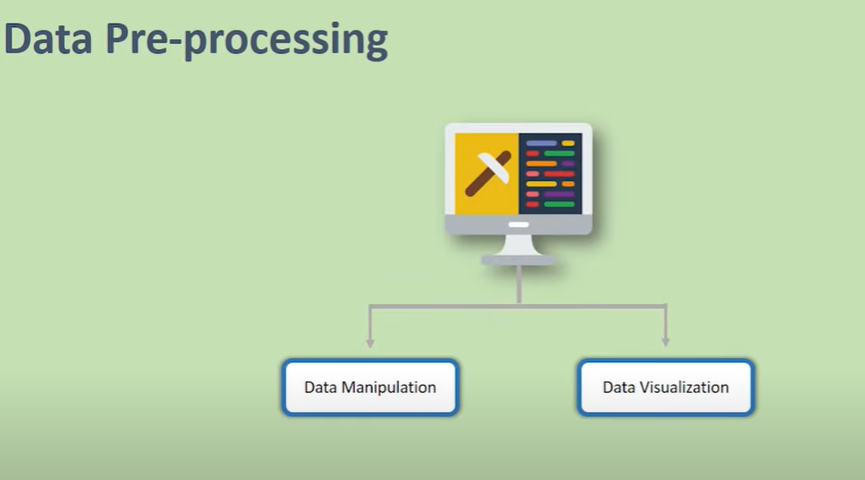 Data Pre-processing
Data Manipulation
Data Visualization